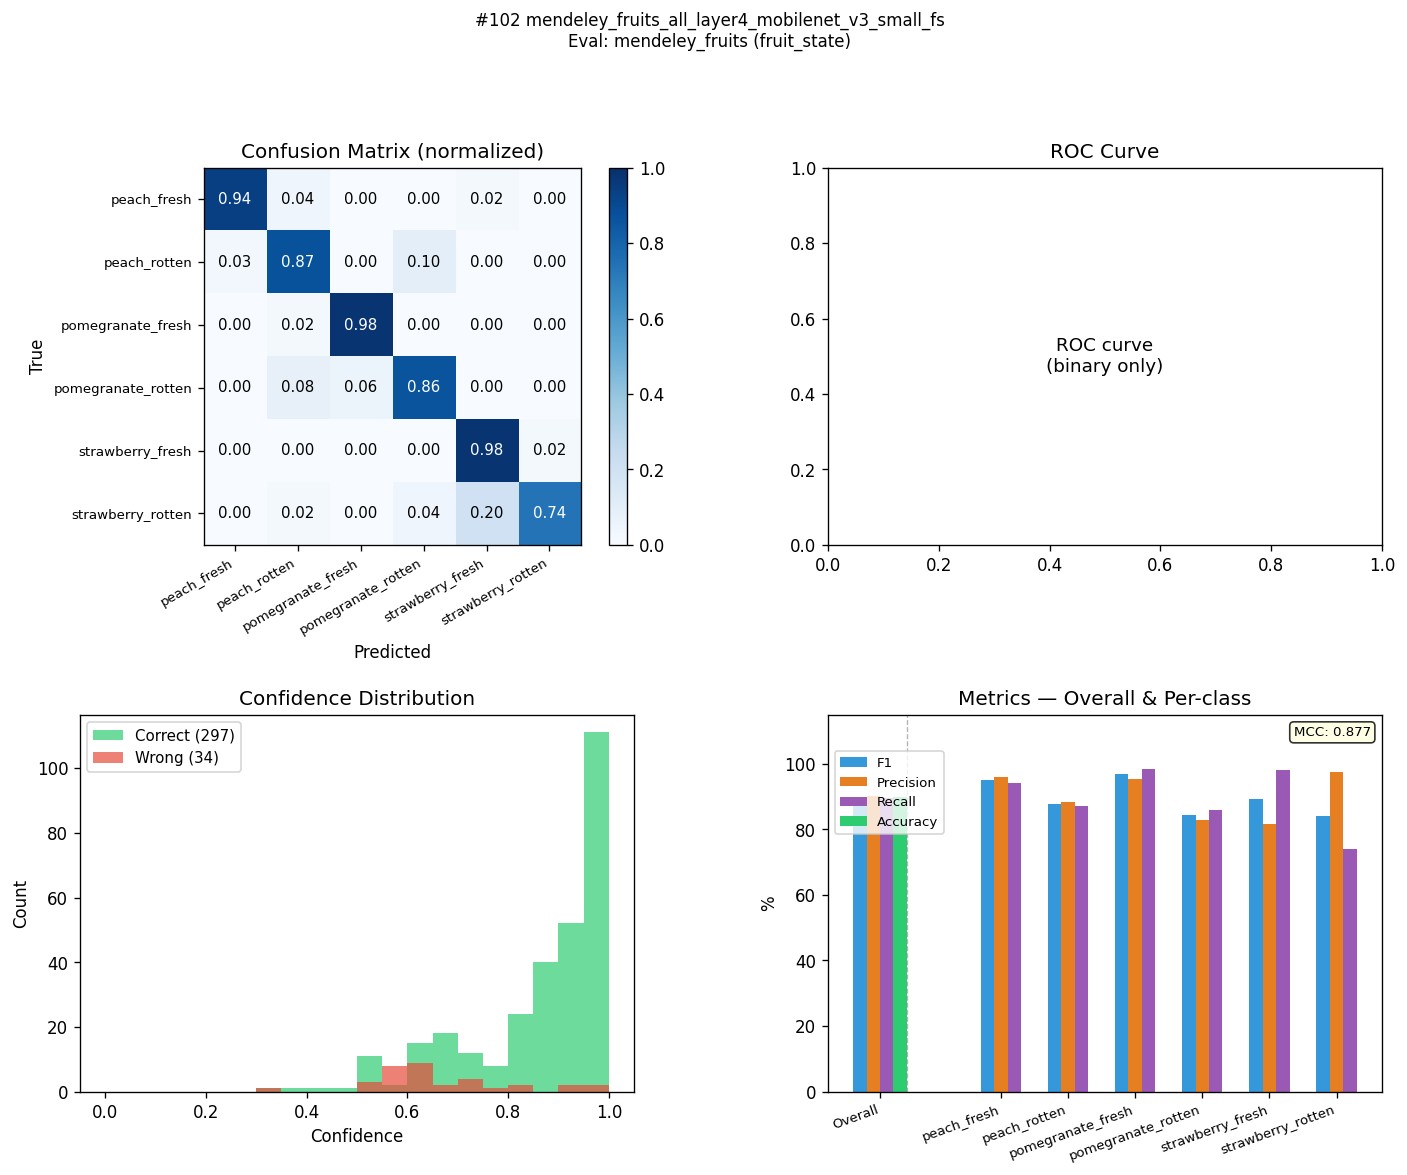 #102 mendeley_fruits_all_layer4_mobilenet_v3_small_fs
Eval: mendeley_fruits (fruit_state)
Confusion Matrix (normalized)
True
peach_fresh 0.94 0.04 0.00 0.00 0.02 0.00
peach_rotten 0.03 0.87 0.00 0.10 0.00 0.00
pomegranate_fresh 0.00 0.02 0.98 0.00 0.00 0.00
pomegranate_rotten 0.00 0.08 0.06 0.86 0.00 0.00
strawberry_fresh 0.00 0.00 0.00 0.00 0.98 0.02
strawberry_rotten 0.00 0.02 0.00 0.04 0.20 0.74
peach_fresh peach_rotten pomegranate_fresh pomegranate_rotten strawberry_fresh strawberry_rotten
Predicted
1.0
0.8
0.6
0.4
0.2
0.0
ROC Curve
1.0
0.8
0.6
0.4
0.2
0.0
ROC curve
(binary only)
0.0 0.2 0.4 0.6 0.8 1.0
Confidence Distribution
Correct (297)
Wrong (34)
Count
100
80
60
40
20
0
0.0 0.2 0.4 0.6 0.8 1.0
Confidence
Metrics — Overall & Per-class
MCC: 0.877
F1
Precision
Recall
Accuracy
%
100
80
60
40
20
0
Overall peach_fresh peach_rotten pomegranate_fresh pomegranate_rotten strawberry_fresh strawberry_rotten